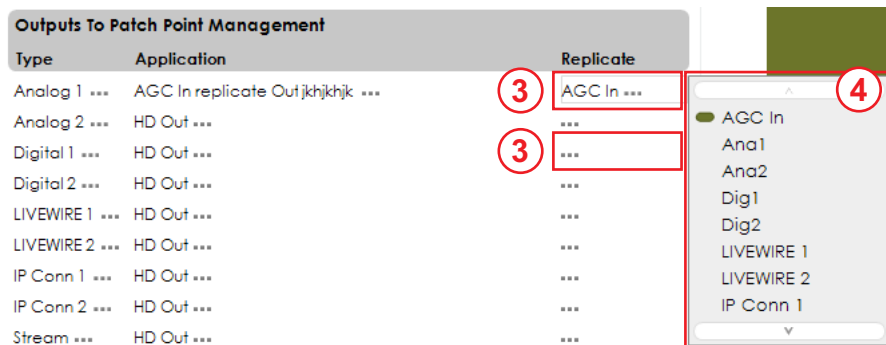 Outputs To Patch Point Management
Type Application Replicate
Analog 1 ... AGC In replicate Out jkhjkhjk ... AGC In ...
Analog 2 ... HD Out ... ...
Digital 1 ... HD Out ... ...
Digital 2 ... HD Out ... ...
LIVEWIRE 1 ... HD Out ... ...
LIVEWIRE 2 ... HD Out ... ...
IP Conn 1 ... HD Out ... ...
IP Conn 2 ... HD Out ... ...
Stream ... HD Out ... ...
3
3
4
AGC In
Ana1
Ana2
Dig1
Dig2
LIVEWIRE 1
LIVEWIRE 2
IP Conn 1